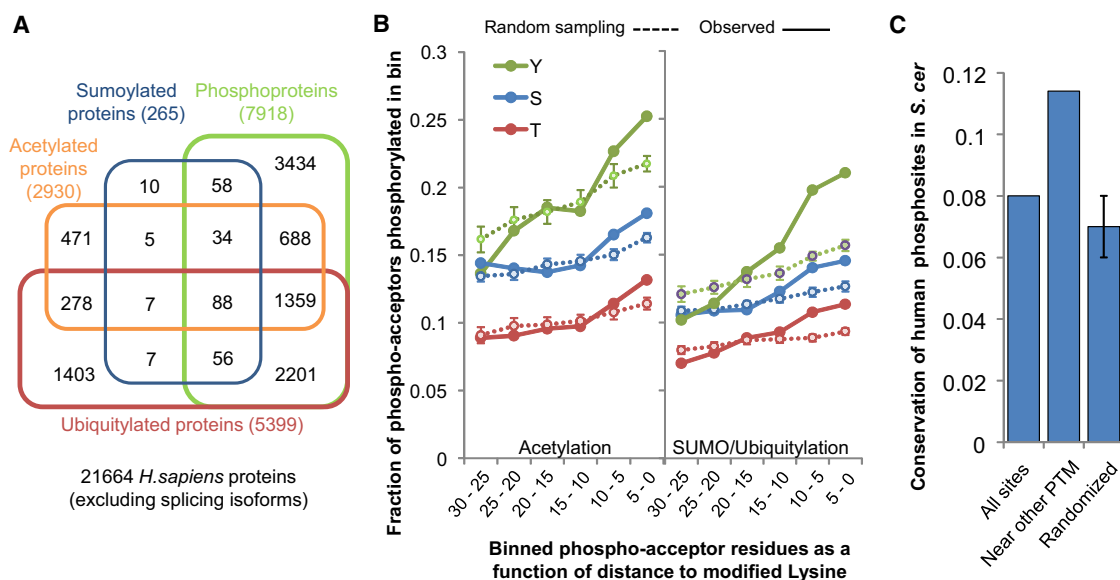 A
Sumoylated
proteins (265)
Phosphoproteins
(7918)
Acetylated
proteins
(2930)
3434
10
58
471
5
34
688
278
7
88
1359
1403
7
56
2201
Ubiquitylated proteins (5399)
21664 H.sapiens proteins
(excluding splicing isoforms)
B
Random sampling
Observed
Fraction of phospho-acceptors phosphorylated in bin
0.3
0.25
0.2
0.15
0.1
0.05
0
Y
S
T
Acetylation
SUMO/Ubiquitylation
30 - 25
25 - 20
20 - 15
15 - 10
10 - 5
5 - 0
30 - 25
25 - 20
20 - 15
15 - 10
10 - 5
5 - 0
Binned phospho-acceptor residues as a
function of distance to modified Lysine
C
Conservation of human phosphosites in S. cer
0.12
0.1
0.08
0.06
0.04
0.02
0
All sites
Near other PTM
Randomized